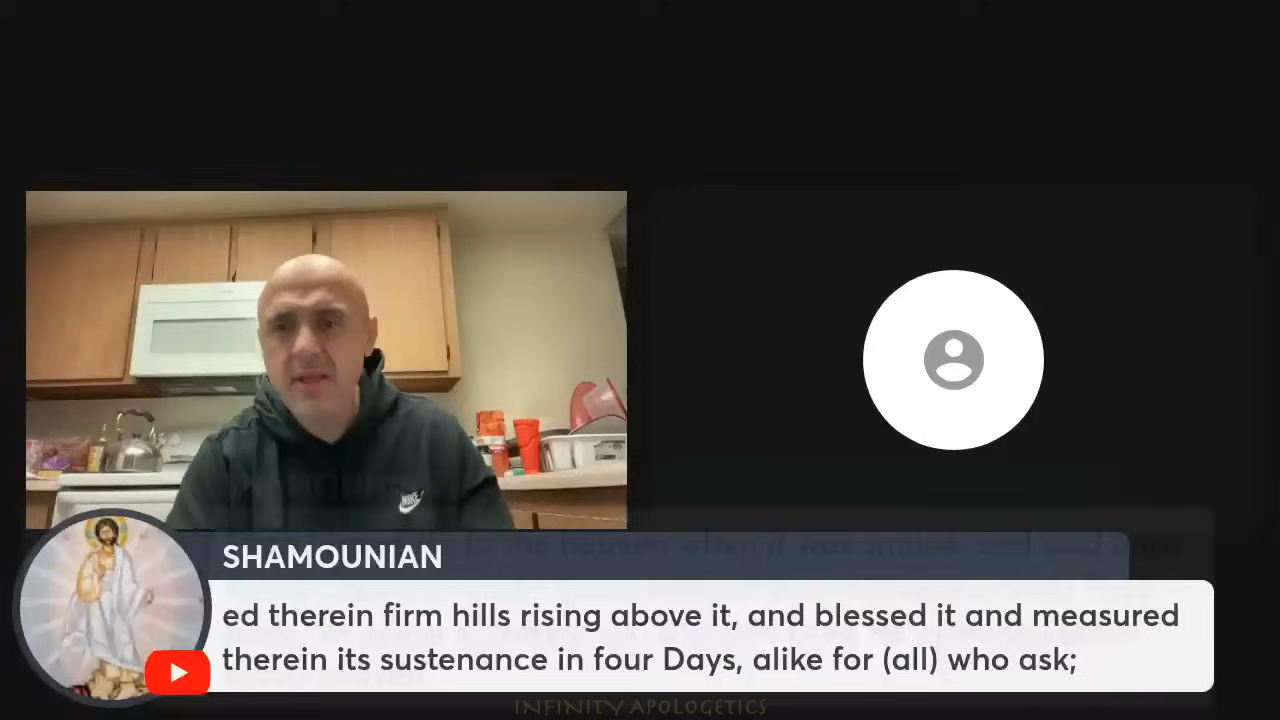 NIKE
SHAMOUNIAN
ed therein firm hills rising above it, and blessed it and measured
therein its sustenance in four Days, alike for (all) who ask;
INFINITY APOLOGETICS